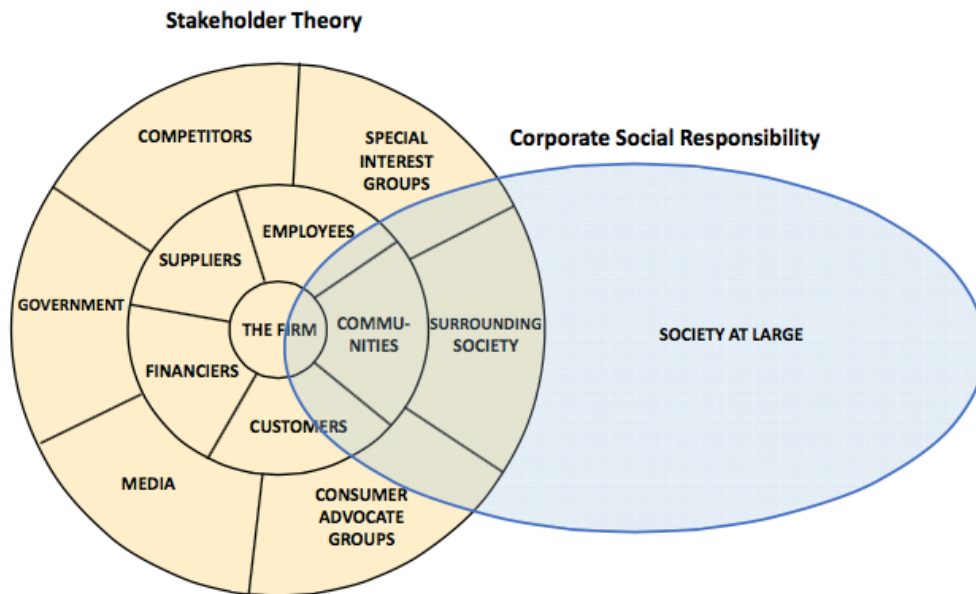 Stakeholder Theory
Corporate Social Responsibility
COMPETITORS
SPECIAL
INTEREST
GROUPS
EMPLOYEES
SUPPLIERS
GOVERNMENT
THE FIRM
COMMU-
NITIES
SURROUNDING
SOCIETY
SOCIETY AT LARGE
FINANCIERS
CUSTOMERS
MEDIA
CONSUMER
ADVOCATE
GROUPS